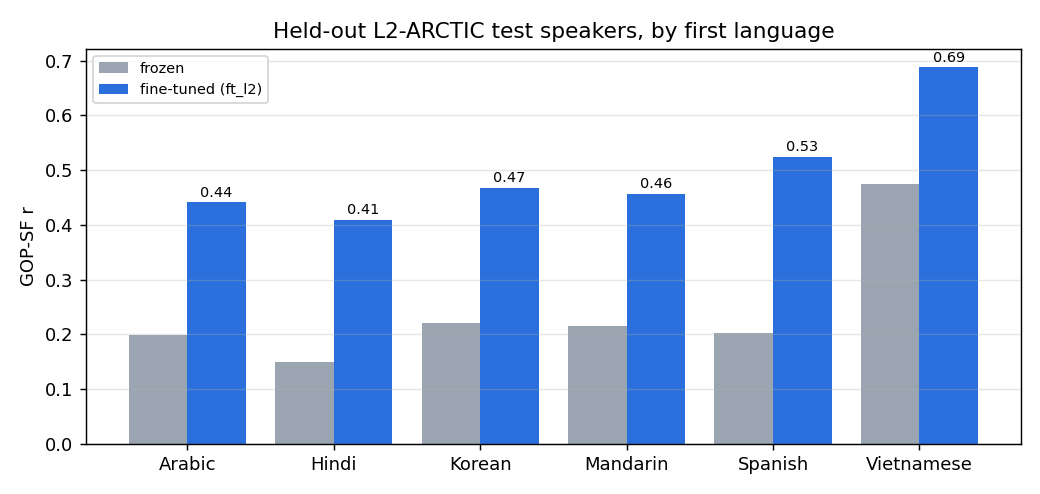 Held-out L2-ARCTIC test speakers, by first language
frozen
fine-tuned (ft_l2)
GOP-SF r
0.7
0.6
0.5
0.4
0.3
0.2
0.1
0.0
0.44
0.41
0.47
0.46
0.53
0.69
Arabic
Hindi
Korean
Mandarin
Spanish
Vietnamese